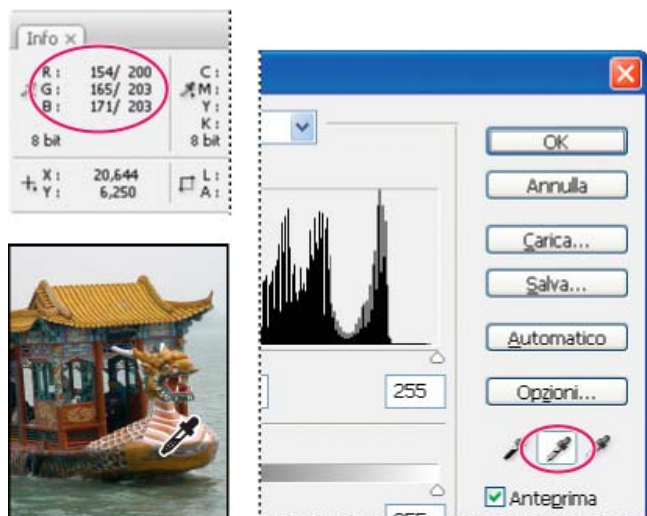 Info ×
R: 154/ 200 C:
G: 165/ 203 M:
B: 171/ 203 Y:
K:
8 bit 8 bit
X: 20,644 L:
Y: 6,250 A:
OK
Annulla
Carica...
Salva...
Automatico
255 Opzioni...
Anteprima